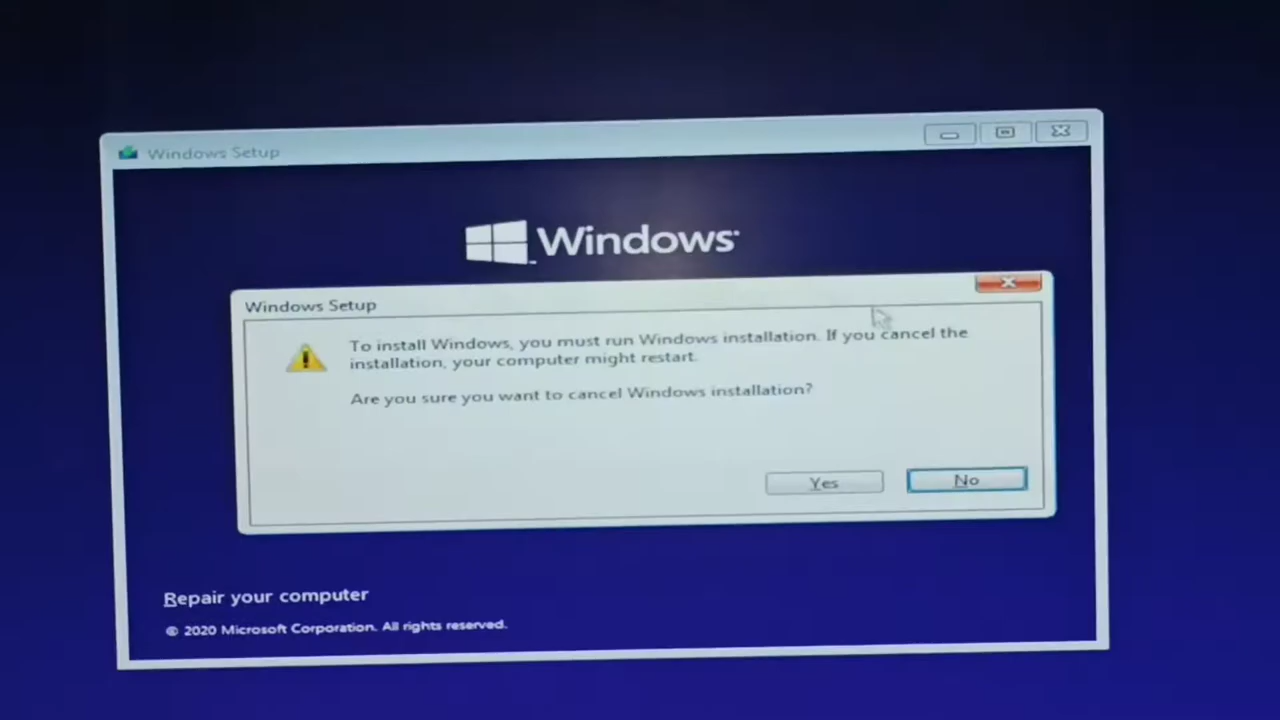 Windows Setup
Windows
Windows Setup
To install Windows, you must run Windows installation. If you cancel the
installation, your computer might restart.
Are you sure you want to cancel Windows installation?
Yes
No
Repair your computer
© 2020 Microsoft Corporation. All rights reserved.